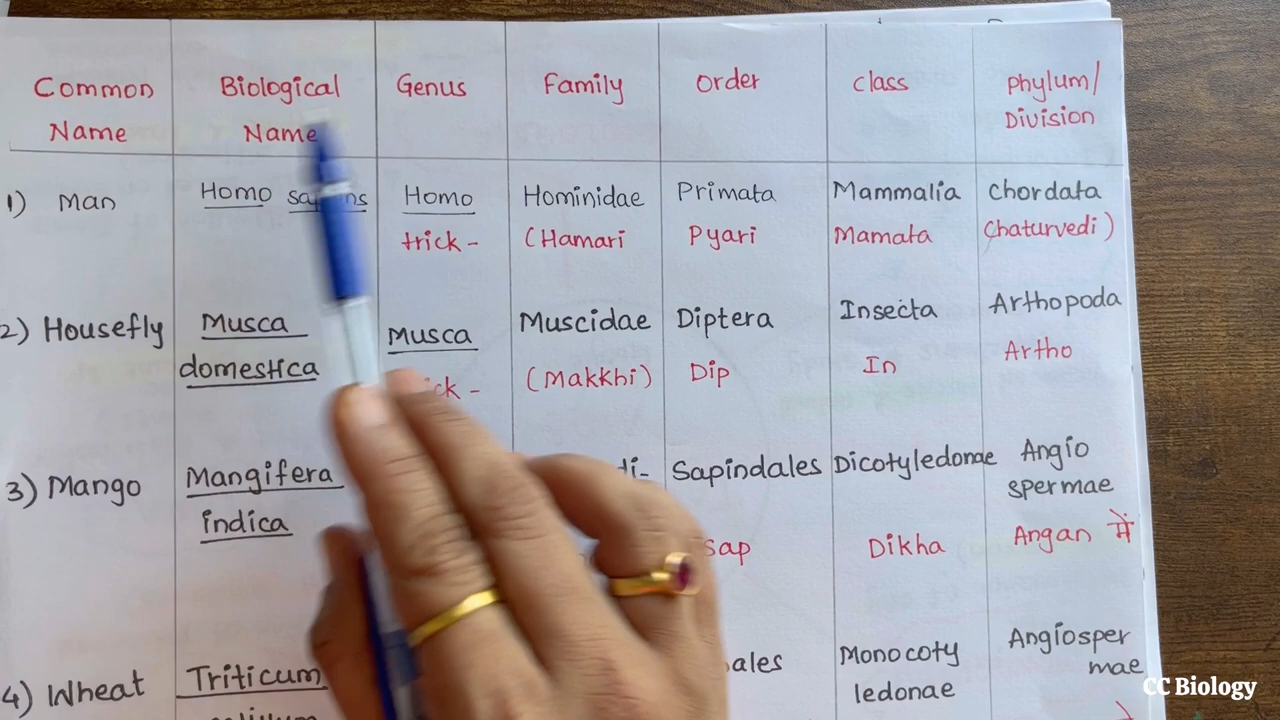 Common Name
Biological Name
Genus
Family
Order
Class
Phylum/ Division
1) Man
Homo
Homo
Hominidae
Primata
Mammalia
Chordata
trick -
(Hamari
Pyari
Mamata
Chaturvedi)
2) Housefly
Musca
domestica
Musca
Muscidae
Diptera
Insecta
Arthopoda
(Makkhi)
Dip
In
Artho
3) Mango
Mangifera
indica
Sapindales
Dicotyledonae
Angio
spermae
Sap
Dikha
Angan में
4) Wheat
Triticum
Monocoty
ledonae
Angiosper
mae
CC Biology